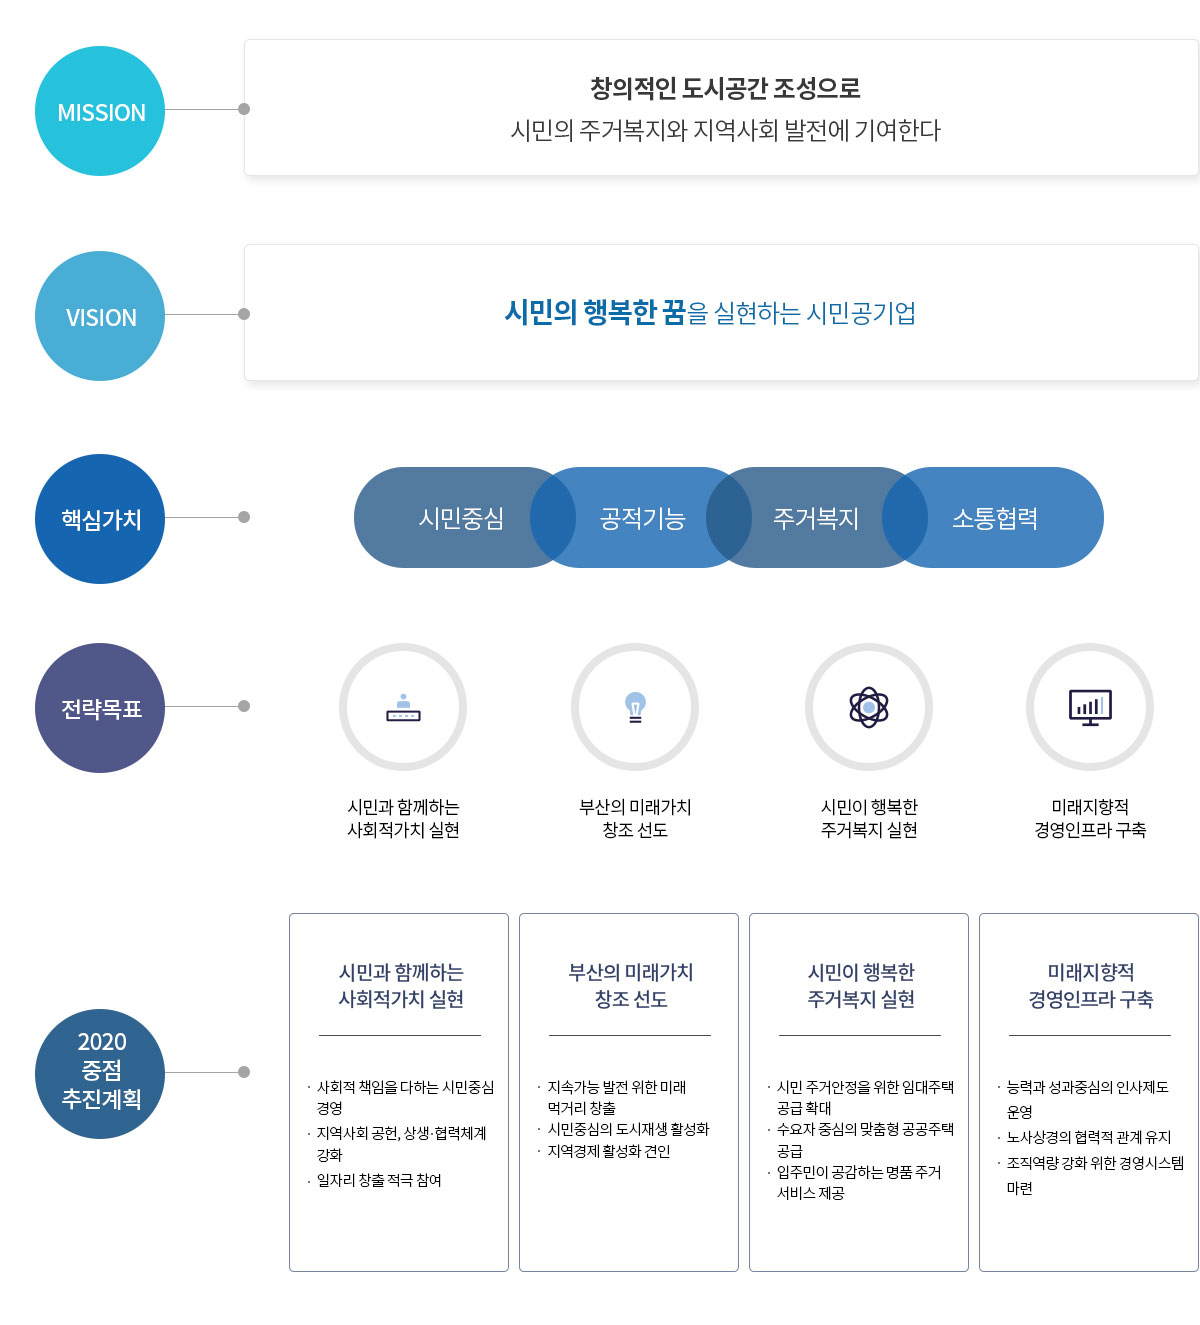 MISSION
창의적인 도시공간 조성으로
시민의 주거복지와 지역사회 발전에 기여한다
VISION
시민의 행복한 꿈을 실현하는 시민공기업
핵심가치
시민중심
공적기능
주거복지
소통협력
전략목표
시민과 함께하는
사회적가치 실현
부산의 미래가치
창조 선도
시민이 행복한
주거복지 실현
미래지향적
경영인프라 구축
2020
중점
추진계획
시민과 함께하는
사회적가치 실현
· 사회적 책임을 다하는 시민중심
경영
· 지역사회 공헌, 상생·협력체계
강화
· 일자리 창출 적극 참여
부산의 미래가치
창조 선도
· 지속가능 발전 위한 미래
먹거리 창출
· 시민중심의 도시재생 활성화
· 지역경제 활성화 견인
시민이 행복한
주거복지 실현
· 시민 주거안정을 위한 임대주택
공급 확대
· 수요자 중심의 맞춤형 공공주택
공급
· 입주민이 공감하는 명품 주거
서비스 제공
미래지향적
경영인프라 구축
· 능력과 성과중심의 인사제도
운영
· 노사상경의 협력적 관계 유지
· 조직역량 강화 위한 경영시스템
마련